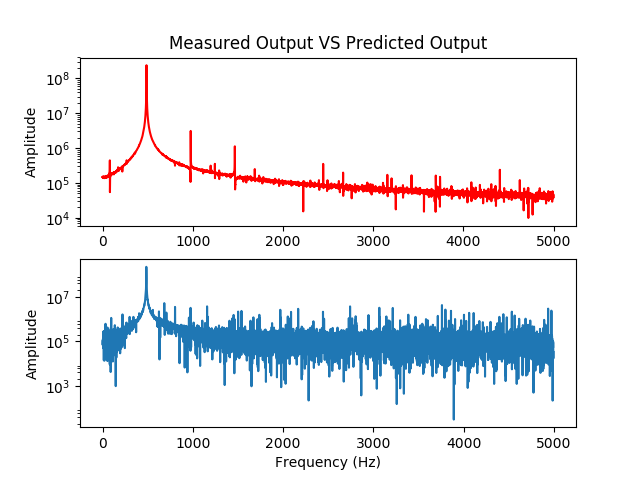 Measured Output VS Predicted Output
Amplitude
10⁸
10⁷
10⁶
10⁵
10⁴
0 1000 2000 3000 4000 5000
Amplitude
10⁷
10⁵
10³
0 1000 2000 3000 4000 5000
Frequency (Hz)